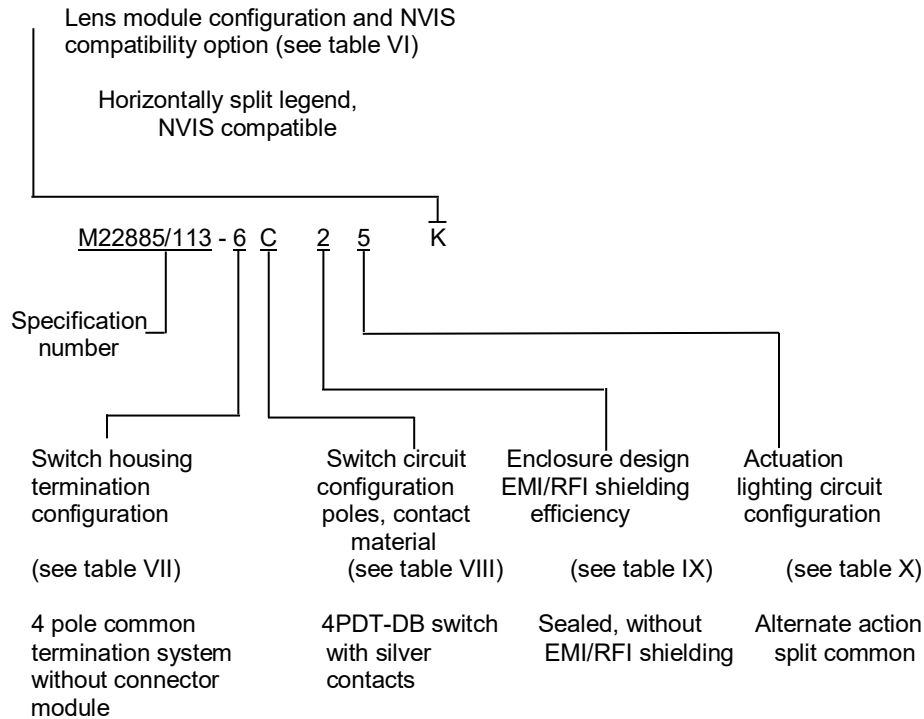 Lens module configuration and NVIS
compatibility option (see table VI)
Horizontally split legend,
NVIS compatible
M22885/113 - 6 C 2 5 K
Specification
number
Switch housing
termination
configuration
(see table VII)
4 pole common
termination system
without connector
module
Switch circuit
configuration
poles, contact
material
(see table VIII)
4PDT-DB switch
with silver
contacts
Enclosure design
EMI/RFI shielding
efficiency
(see table IX)
Sealed, without
EMI/RFI shielding
Actuation
lighting circuit
configuration
(see table X)
Alternate action
split common